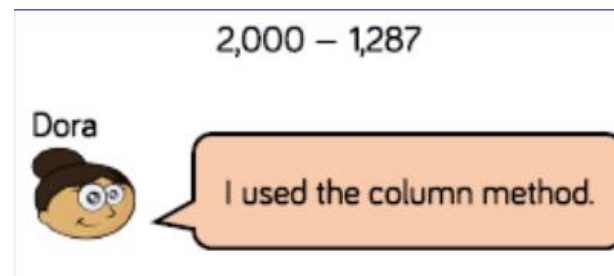 2,000 – 1,287
Dora
I used the column method.